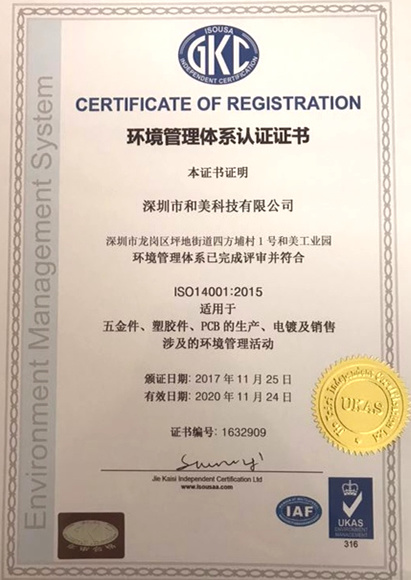 ISOUSA
GKC
INDEPENDENT CERTIFICATION
CERTIFICATE OF REGISTRATION
Environment Management System
环境管理体系认证证书
本证书证明
深圳市和美科技有限公司
深圳市龙岗区坪地街道四方埔村1号和美工业园
环境管理体系已完成评审并符合
ISO14001:2015
适用于
五金件、塑胶件、PCB的生产、电镀及销售
涉及的环境管理活动
颁证日期: 2017年11月25日
有效日期: 2020年11月24日
证书编号: 1632909
Jie Kaisi Independent Certification Ltd
www.isousaa.com
UKAS
IAF
UKAS
ENVIRONMENTAL
MANAGEMENT
316